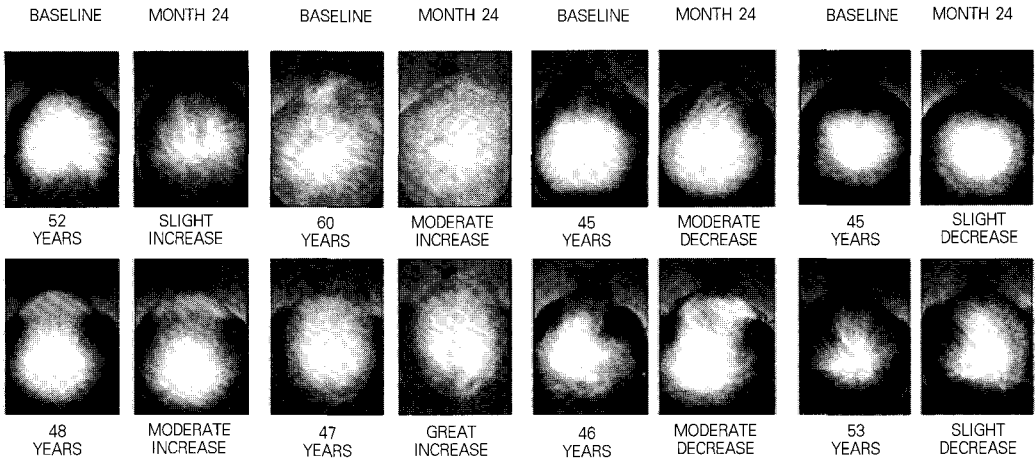 BASELINE MONTH 24 BASELINE MONTH 24 BASELINE MONTH 24 BASELINE MONTH 24
52 SLIGHT 60 MODERATE 45 MODERATE 45 SLIGHT
YEARS INCREASE YEARS INCREASE YEARS DECREASE YEARS DECREASE
48 MODERATE 47 GREAT 46 MODERATE 53 SLIGHT
YEARS INCREASE YEARS INCREASE YEARS DECREASE YEARS DECREASE